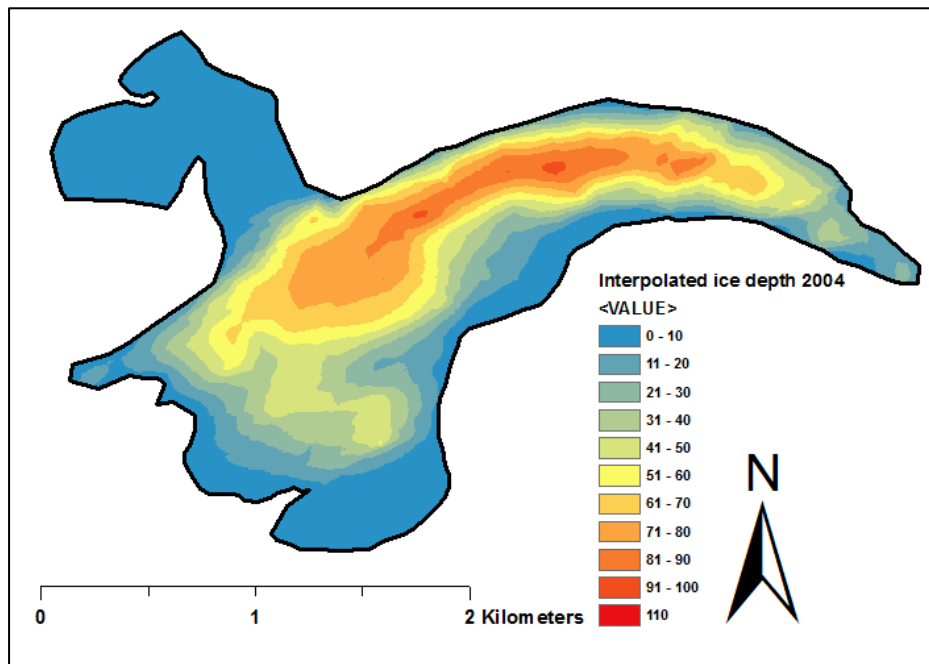 Interpolated ice depth 2004
<VALUE>
0 - 10
11 - 20
21 - 30
31 - 40
41 - 50
51 - 60
61 - 70
71 - 80
81 - 90
91 - 100
110
N
0 1 2 Kilometers